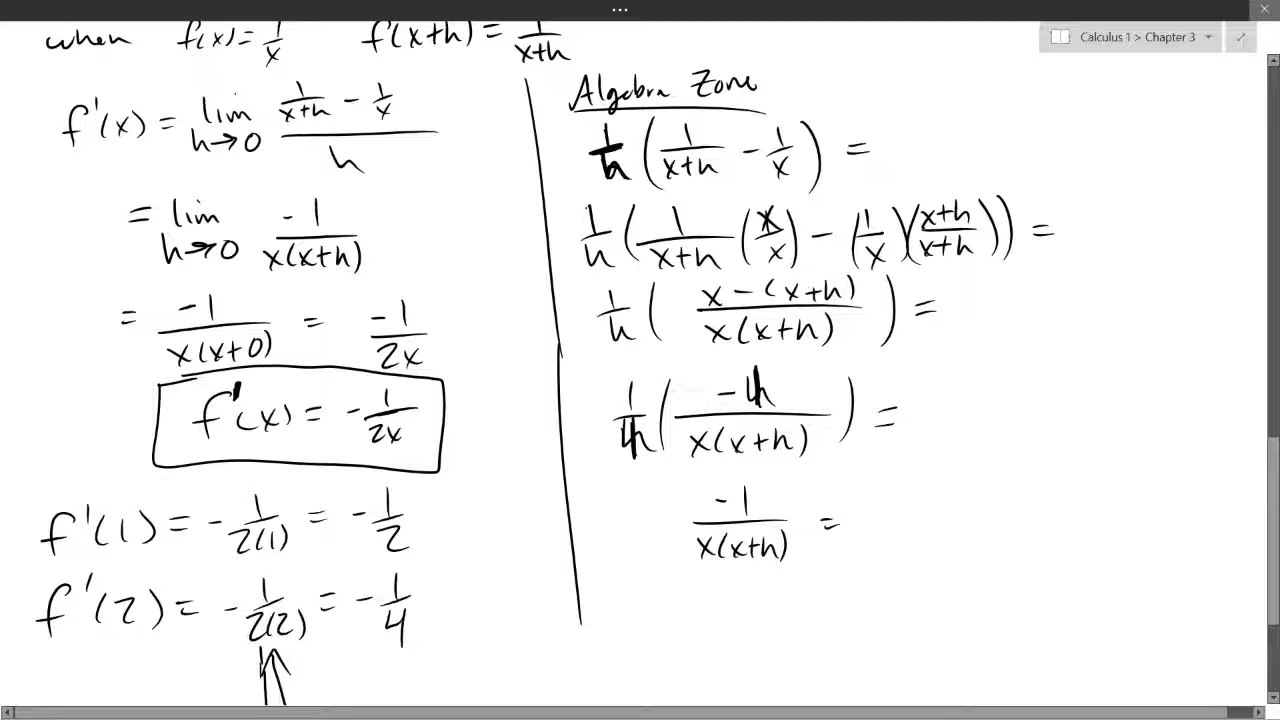 Calculus 1 > Chapter 3
when f(x) = 1/x f'(x+h) = 1/(x+h)
f'(x) = lim h→0 (1/(x+h) - 1/x)/h
= lim h→0 -1/(x(x+h))
= -1/(x(x+0)) = -1/(2x)
f'(x) = -1/(2x)
f'(1) = -1/(2(1)) = -1/2
f'(2) = -1/(2(2)) = -1/4
Algebra Zone
1/h (1/(x+h) - 1/x) =
1/h (1/(x+h) (x/x) - (1/x)((x+h)/(x+h))) =
1/h ((x - (x+h))/(x(x+h))) =
1/h (-h/(x(x+h))) =
-1/(x(x+h)) =